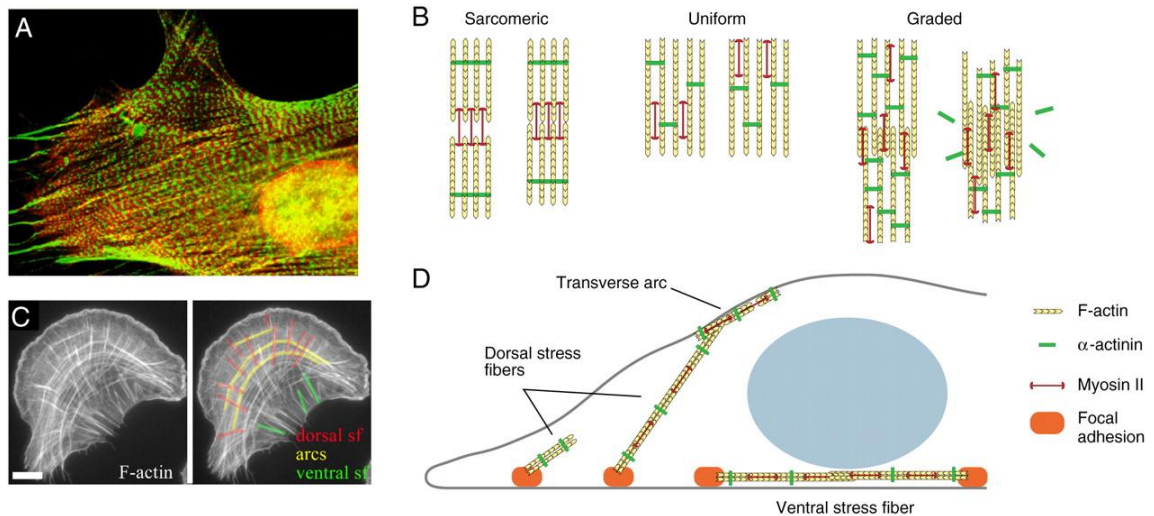 A
B
Sarcomeric
Uniform
Graded
C
F-actin
dorsal sf
arcs
ventral sf
D
Transverse arc
Dorsal stress
fibers
Ventral stress fiber
F-actin
α-actinin
Myosin II
Focal
adhesion